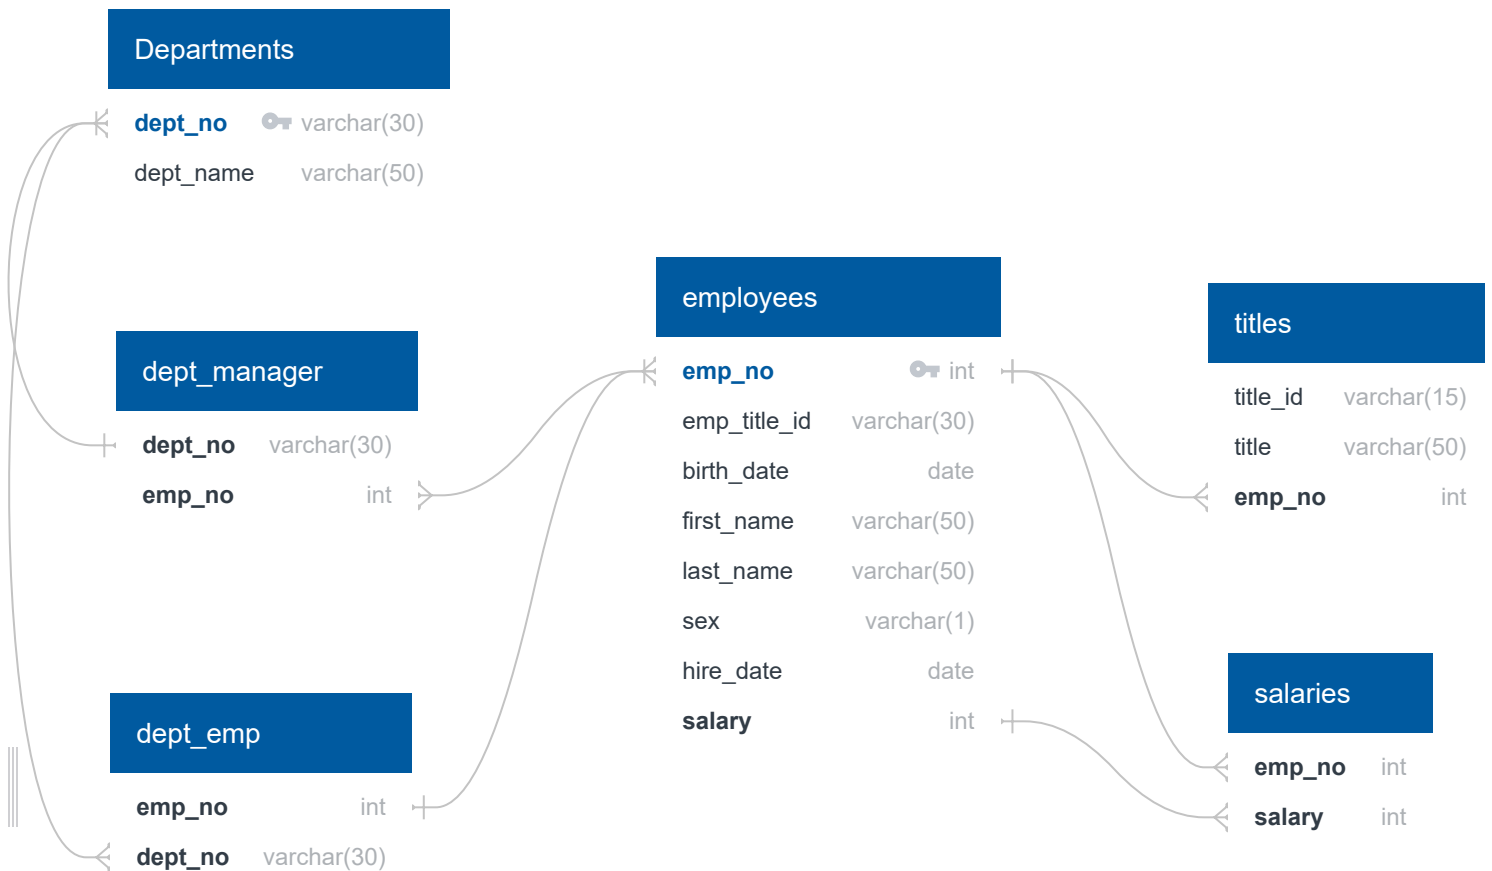 Departments
dept_no varchar(30)
dept_name varchar(50)
dept_manager
dept_no varchar(30)
emp_no int
dept_emp
emp_no int
dept_no varchar(30)
employees
emp_no int
emp_title_id varchar(30)
birth_date date
first_name varchar(50)
last_name varchar(50)
sex varchar(1)
hire_date date
salary int
titles
title_id varchar(15)
title varchar(50)
emp_no int
salaries
emp_no int
salary int